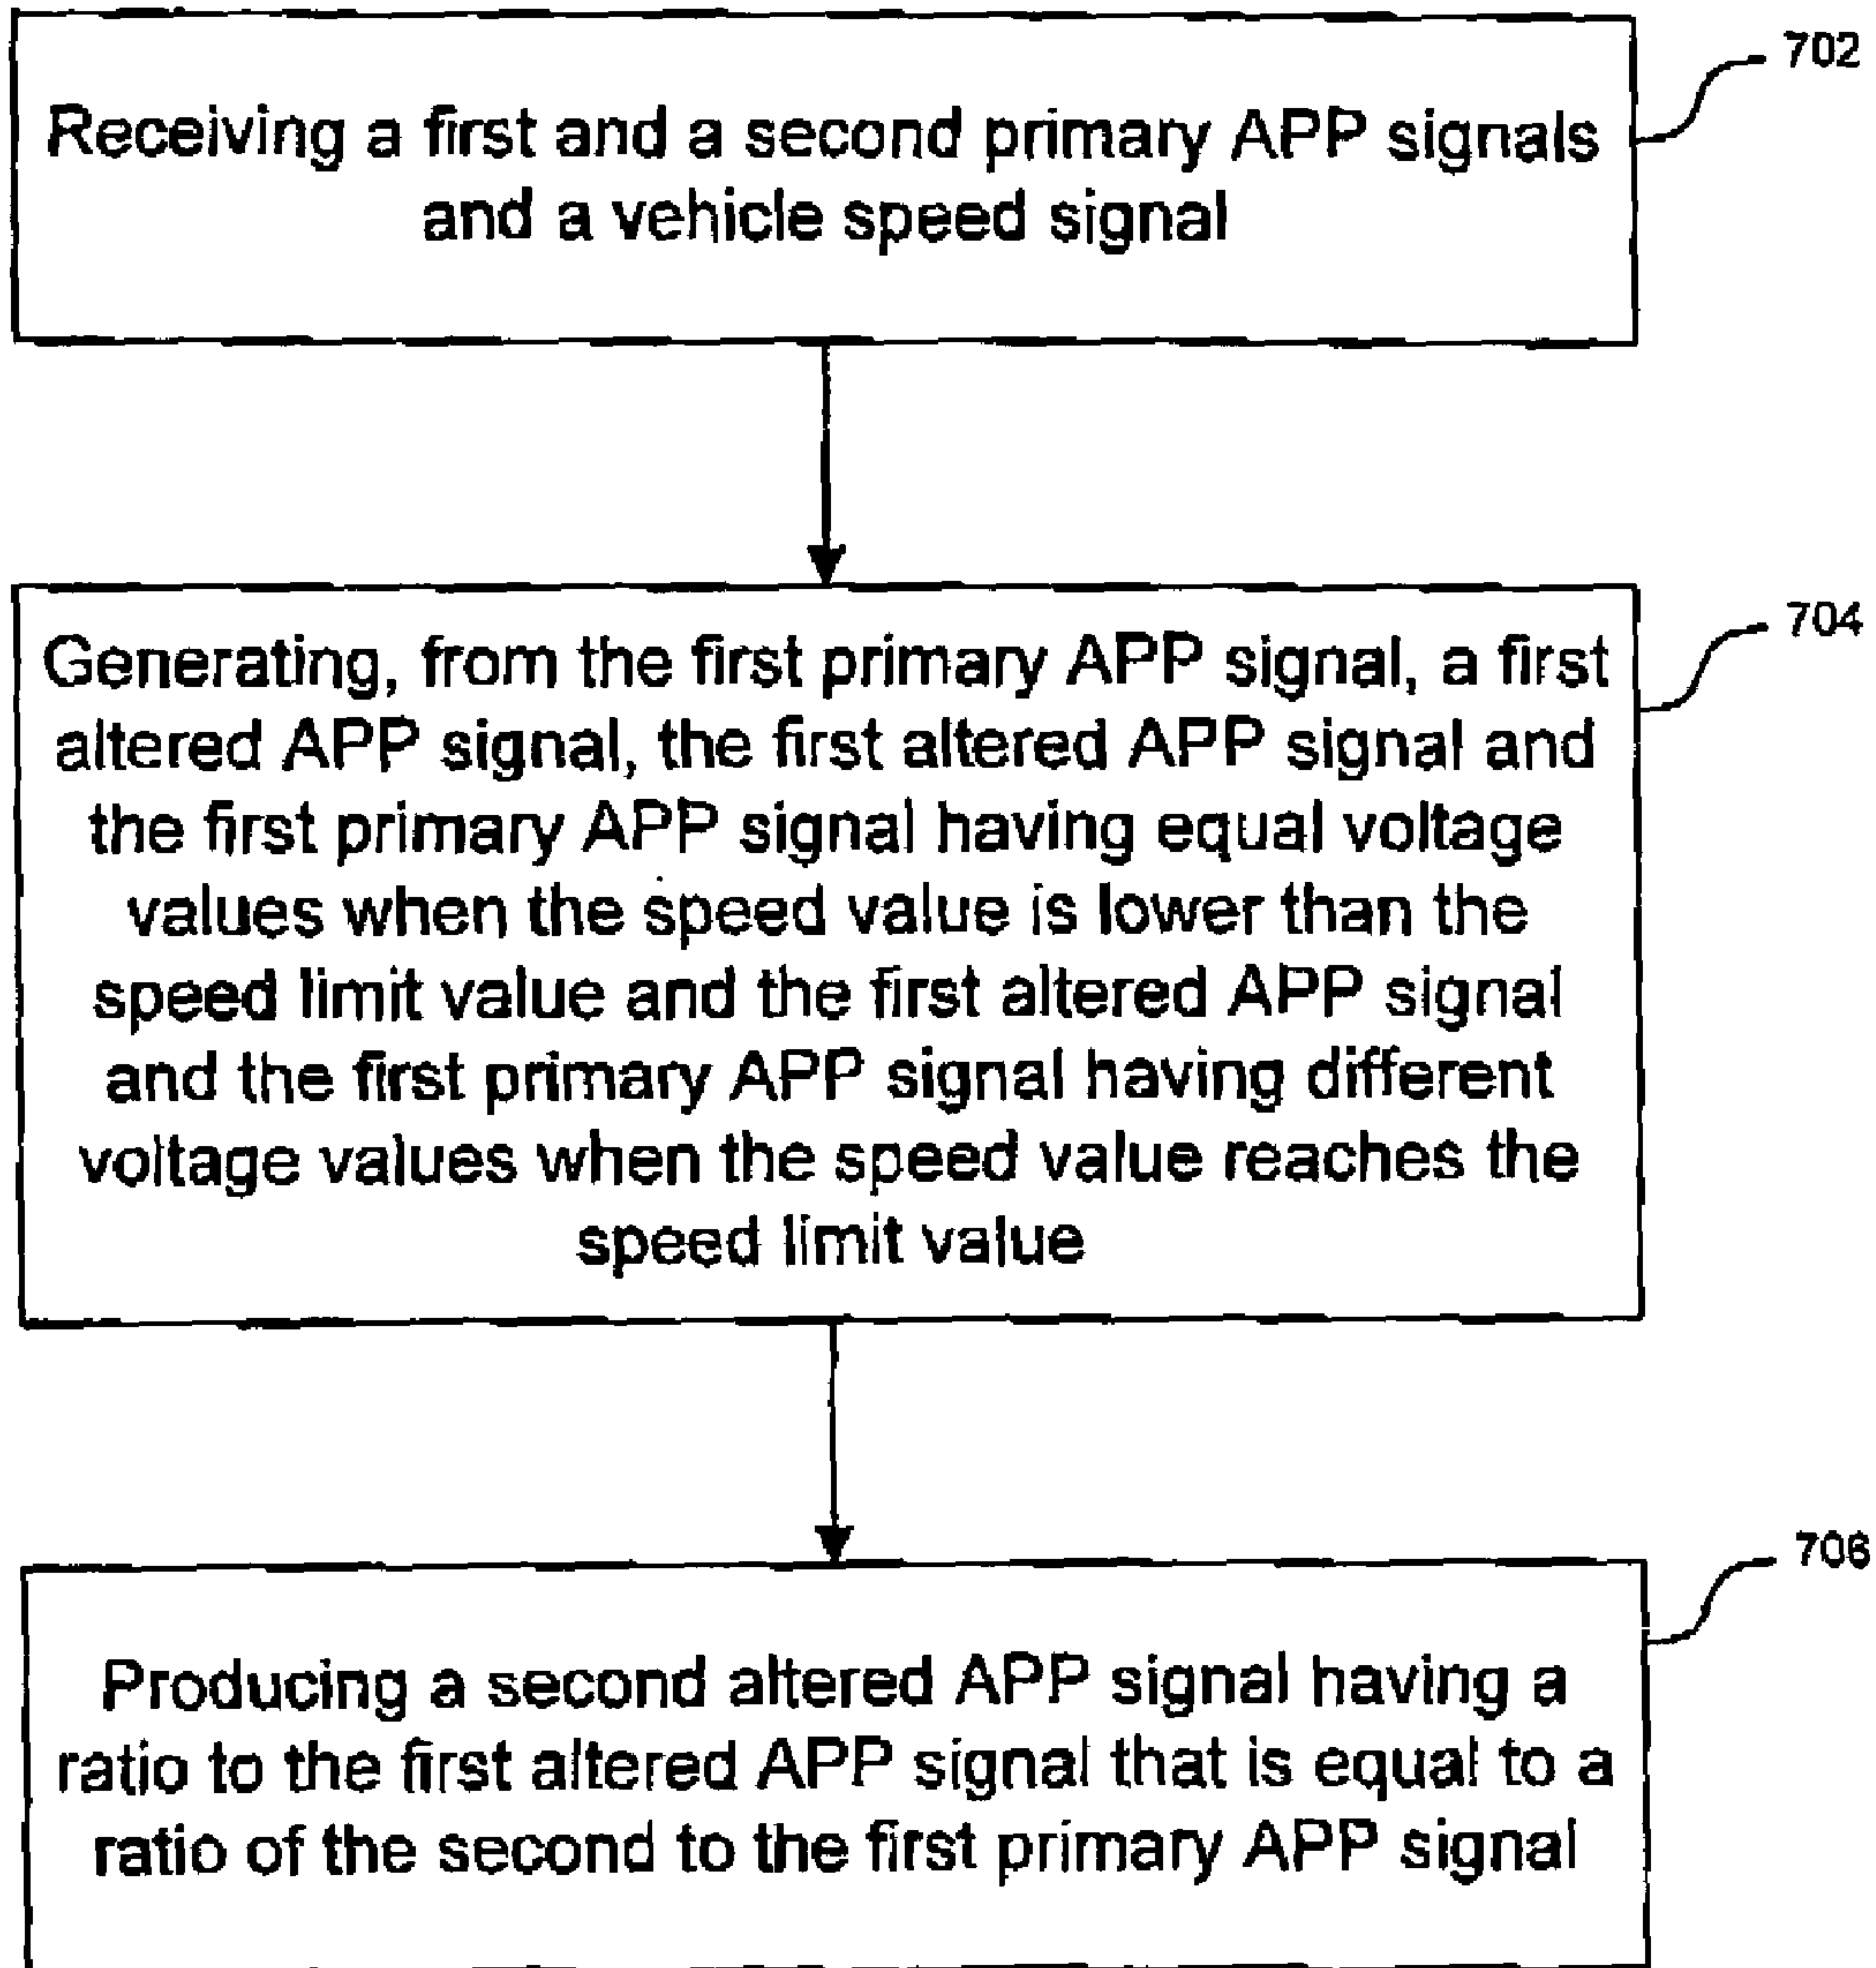 702
Receiving a first and a second primary APP signals
and a vehicle speed signal
704
Generating, from the first primary APP signal, a first
altered APP signal, the first altered APP signal and
the first primary APP signal having equal voltage
values when the speed value is lower than the
speed limit value and the first altered APP signal
and the first primary APP signal having different
voltage values when the speed value reaches the
speed limit value
706
Producing a second altered APP signal having a
ratio to the first altered APP signal that is equal to a
ratio of the second to the first primary APP signal